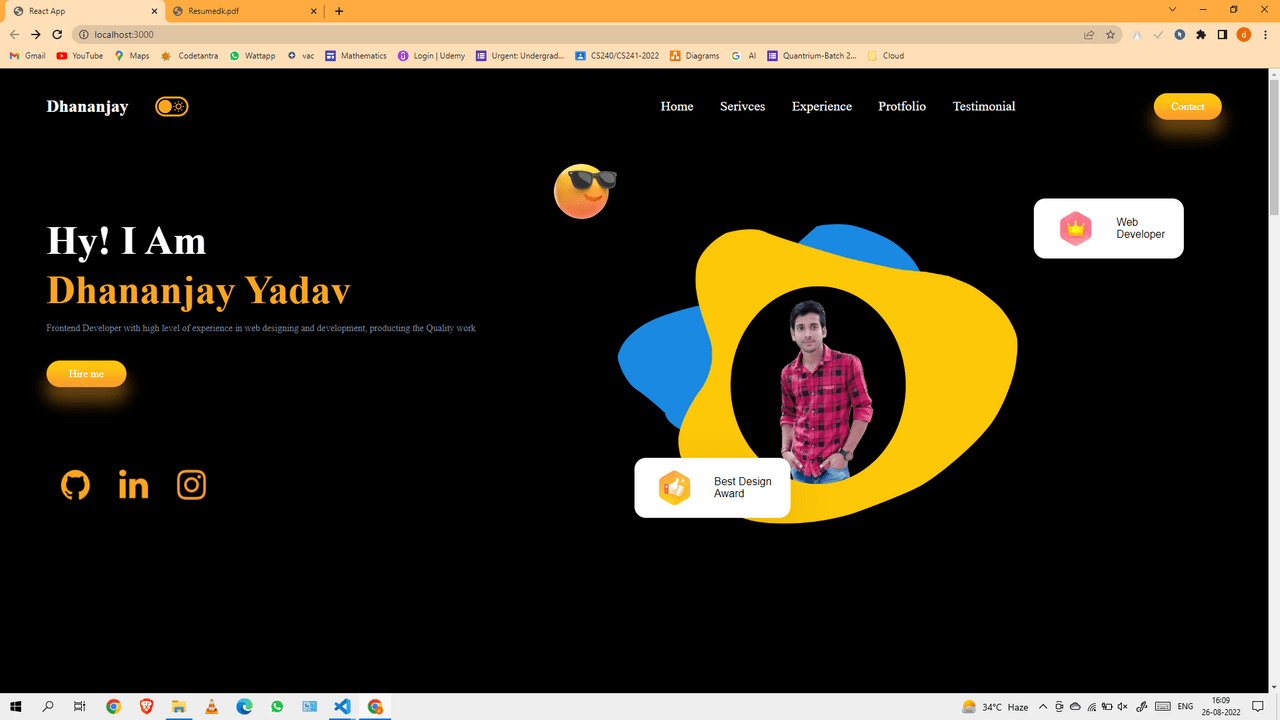 React App
Resumedk.pdf
localhost:3000
d
Gmail
YouTube
Maps
Codetantra
Wattapp
vac
Mathematics
Login | Udemy
Urgent: Undergrad...
CS240/CS241-2022
Diagrams
AI
Quantrium-Batch 2...
Cloud
Dhananjay
Home
Serivces
Experience
Protfolio
Testimonial
Contact
Web
Developer
Hy! I Am
Dhananjay Yadav
Frontend Developer with high level of experience in web designing and development, producting the Quality work
Hire me
Best Design
Award
34°C Haze
ENG
16:09
26-08-2022